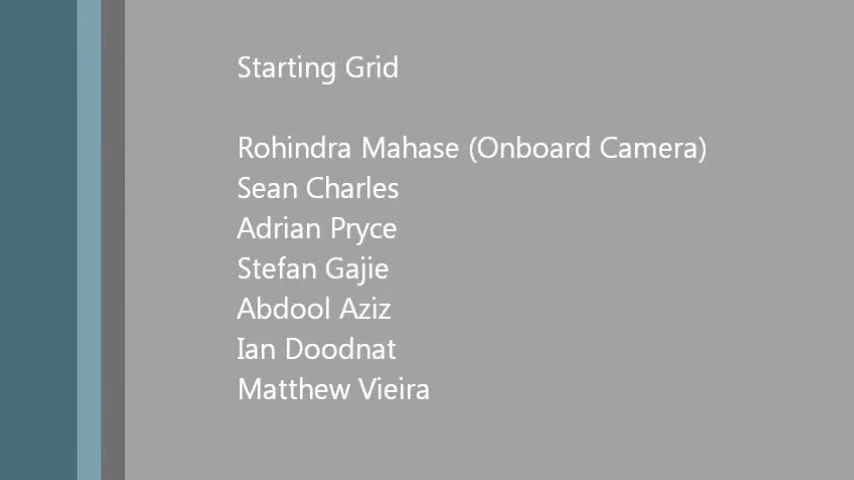 Starting Grid
Rohindra Mahase (Onboard Camera)
Sean Charles
Adrian Pryce
Stefan Gajie
Abdool Aziz
Ian Doodnat
Matthew Vieira